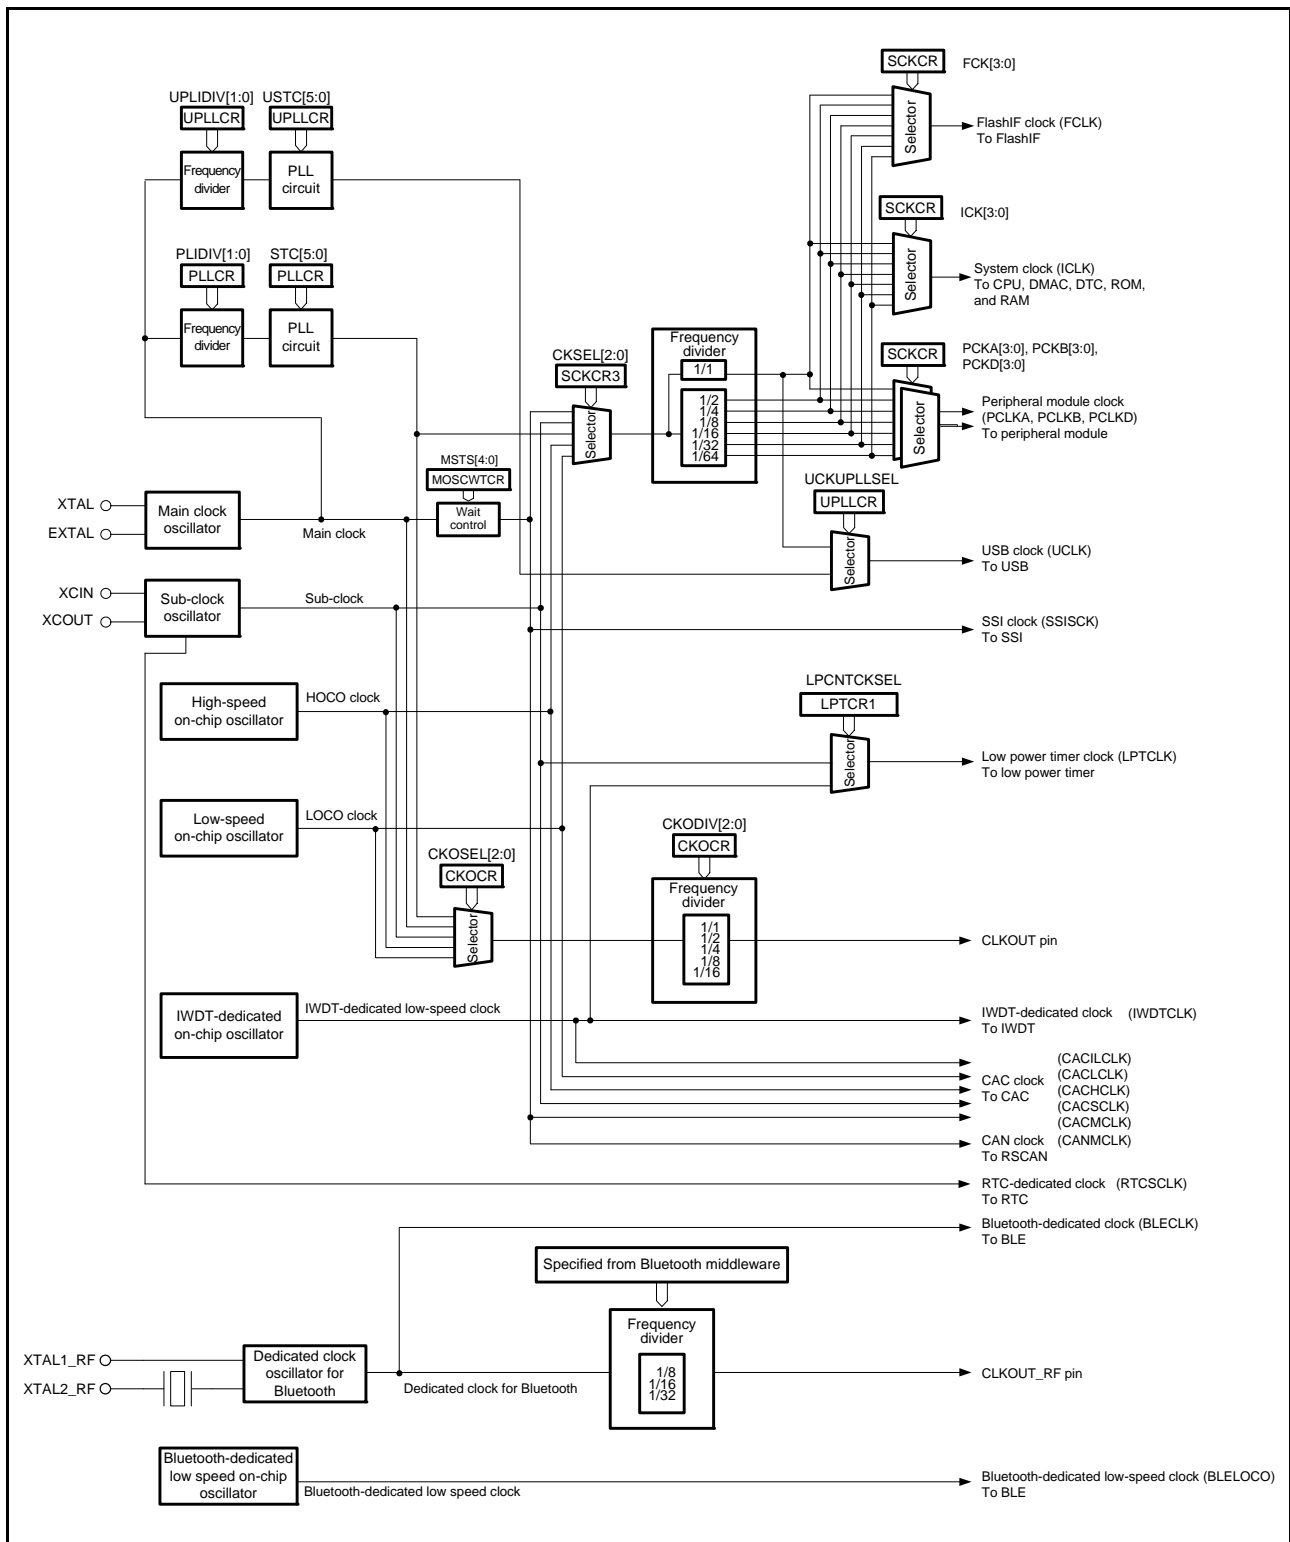 SCKCR
FCK[3:0]
Selector
FlashIF clock (FCLK)
To FlashIF
UPLIDIV[1:0]
USTC[5:0]
UPLLCR
UPLLCR
Frequency
divider
PLL
circuit
SCKCR
ICK[3:0]
Selector
System clock (ICLK)
To CPU, DMAC, DTC, ROM,
and RAM
PLIDIV[1:0]
STC[5:0]
PLLCR
PLLCR
Frequency
divider
PLL
circuit
CKSEL[2:0]
SCKCR3
Selector
Frequency
divider
1/1
1/2
1/4
1/8
1/16
1/32
1/64
SCKCR
PCKA[3:0], PCKB[3:0],
PCKD[3:0]
Selector
Peripheral module clock
(PCLKA, PCLKB, PCLKD)
To peripheral module
MSTS[4:0]
MOSCWTCR
Wait
control
UCKUPLLSEL
UPLLCR
Selector
USB clock (UCLK)
To USB
XTAL
EXTAL
Main clock
oscillator
Main clock
XCIN
XCOUT
Sub-clock
oscillator
Sub-clock
SSI clock (SSISCK)
To SSI
High-speed
on-chip oscillator
HOCO clock
LPCNTCKSEL
LPTCR1
Selector
Low power timer clock (LPTCLK)
To low power timer
Low-speed
on-chip oscillator
LOCO clock
CKOSEL[2:0]
CKOCR
Selector
CKODIV[2:0]
CKOCR
Frequency
divider
1/1
1/2
1/4
1/8
1/16
CLKOUT pin
IWDT-dedicated
on-chip oscillator
IWDT-dedicated low-speed clock
IWDT-dedicated clock (IWDTCLK)
To IWDT
CAC clock
To CAC
(CACILCLK)
(CACLCLK)
(CACHCLK)
(CACSCLK)
(CACMCLK)
CAN clock (CANMCLK)
To RSCAN
RTC-dedicated clock (RTCSCLK)
To RTC
Bluetooth-dedicated clock (BLECLK)
To BLE
Specified from Bluetooth middleware
Frequency
divider
1/8
1/16
1/32
XTAL1_RF
XTAL2_RF
Dedicated clock
oscillator for
Bluetooth
Dedicated clock for Bluetooth
CLKOUT_RF pin
Bluetooth-dedicated
low speed on-chip
oscillator
Bluetooth-dedicated low speed clock
Bluetooth-dedicated low-speed clock (BLELOCO)
To BLE